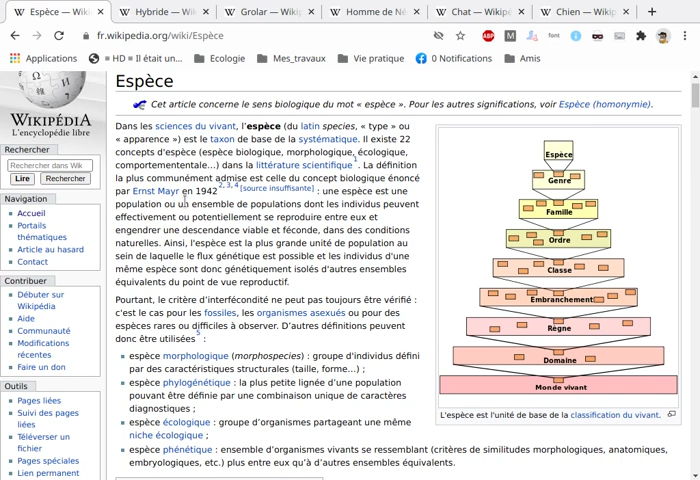 Espèce — Wikip
Hybride — Wikip
Grolar — Wikip
Homme de Né
Chat — Wikipé
Chien — Wikip
fr.wikipedia.org/wiki/Espèce
Applications
= HD = Il était un...
Ecologie
Mes_travaux
Vie pratique
0 Notifications
Amis
WIKIPÉDIA
L'encyclopédie libre
Rechercher
Rechercher dans Wiki
Lire
Rechercher
Navigation
Accueil
Portails
thématiques
Article au hasard
Contact
Contribuer
Débuter sur
Wikipédia
Aide
Communauté
Modifications
récentes
Faire un don
Outils
Pages liées
Suivi des pages
liées
Téléverser un
fichier
Pages spéciales
Lien permanent
Espèce
Cet article concerne le sens biologique du mot « espèce ». Pour les autres significations, voir Espèce (homonymie).
Dans les sciences du vivant, l'espèce (du latin species, « type » ou
« apparence ») est le taxon de base de la systématique. Il existe 22
concepts d'espèce (espèce biologique, morphologique, écologique,
comportementale...) dans la littérature scientifique 1. La définition
la plus communément admise est celle du concept biologique énoncé
par Ernst Mayr en 1942 2, 3, 4 [source insuffisante] : une espèce est une
population ou un ensemble de populations dont les individus peuvent
effectivement ou potentiellement se reproduire entre eux et
engendrer une descendance viable et féconde, dans des conditions
naturelles. Ainsi, l'espèce est la plus grande unité de population au
sein de laquelle le flux génétique est possible et les individus d'une
même espèce sont donc génétiquement isolés d'autres ensembles
équivalents du point de vue reproductif.
Pourtant, le critère d'interfécondité ne peut pas toujours être vérifié :
c'est le cas pour les fossiles, les organismes asexués ou pour des
espèces rares ou difficiles à observer. D'autres définitions peuvent
donc être utilisées 5 :
espèce morphologique (morphospecies) : groupe d'individus défini
par des caractéristiques structurales (taille, forme...) ;
espèce phylogénétique : la plus petite lignée d'une population
pouvant être définie par une combinaison unique de caractères
diagnostiques ;
espèce écologique : groupe d'organismes partageant une même
niche écologique ;
espèce phénétique : ensemble d'organismes vivants se ressemblant (critères de similitudes morphologiques, anatomiques,
embryologiques, etc.) plus entre eux qu'à d'autres ensembles équivalents.
Espèce
Genre
Famille
Ordre
Classe
Embranchement
Règne
Domaine
Monde vivant
L'espèce est l'unité de base de la classification du vivant.